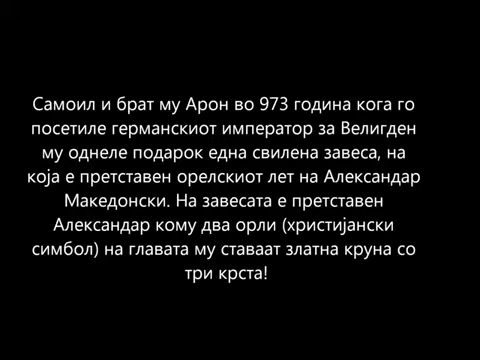 Самоил и брат му Арон во 973 година кога го
посетиле германскиот император за Велигден
му однеле подарок една свилена завеса, на
која е претставен орелскиот лет на Александар
Македонски. На завесата е претставен
Александар кому два орли (христијански
симбол) на главата му ставаат златна круна со
три крста!